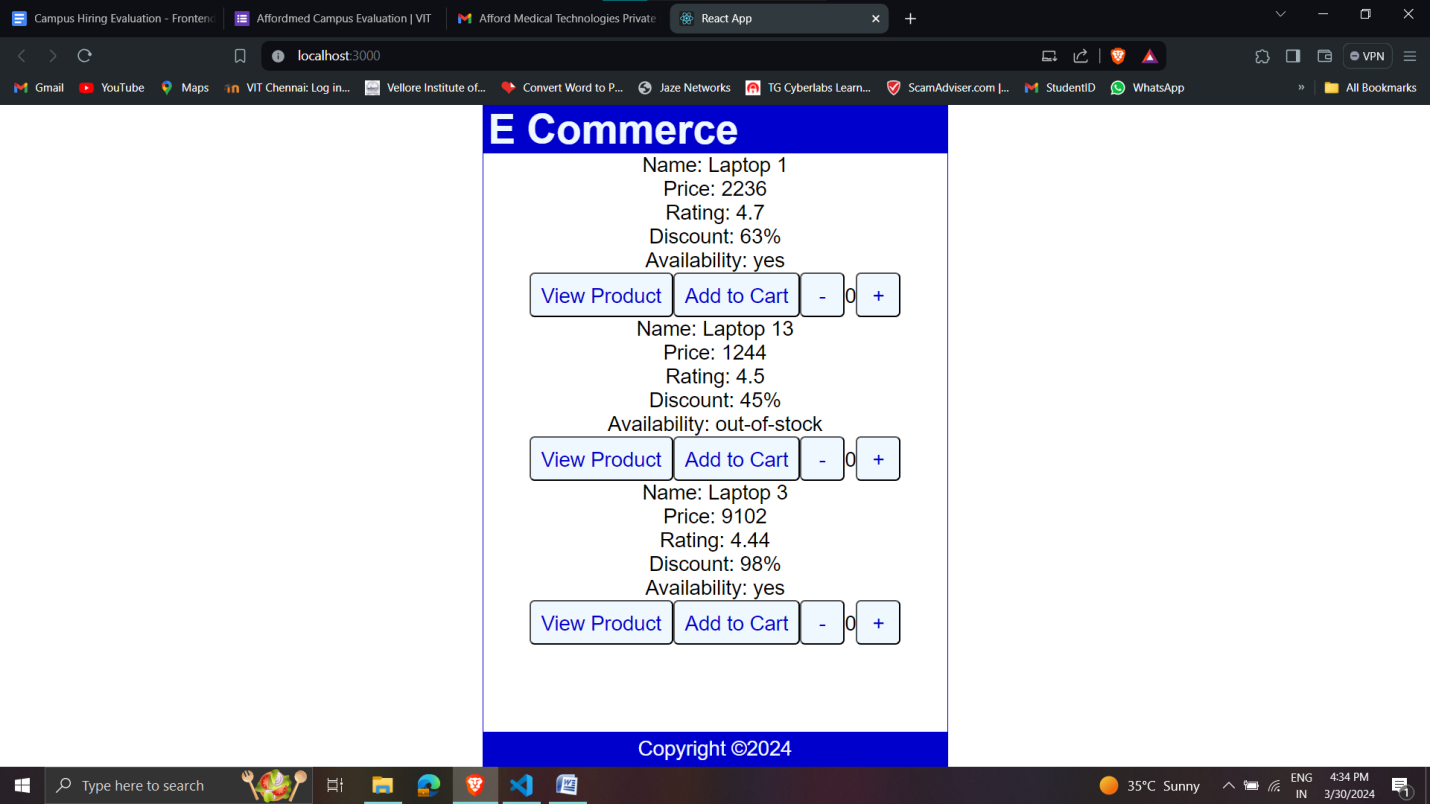 Campus Hiring Evaluation - Frontend
Affordmed Campus Evaluation | VIT
Afford Medical Technologies Private
React App
localhost:3000
VPN
Gmail
YouTube
Maps
VIT Chennai: Log in...
Vellore Institute of...
Convert Word to P...
Jaze Networks
TG Cyberlabs Learn...
ScamAdviser.com |...
StudentID
WhatsApp
»
All Bookmarks
E Commerce
Name: Laptop 1
Price: 2236
Rating: 4.7
Discount: 63%
Availability: yes
View Product Add to Cart - 0 +
Name: Laptop 13
Price: 1244
Rating: 4.5
Discount: 45%
Availability: out-of-stock
View Product Add to Cart - 0 +
Name: Laptop 3
Price: 9102
Rating: 4.44
Discount: 98%
Availability: yes
View Product Add to Cart - 0 +
Copyright ©2024
Type here to search
35°C Sunny
ENG
IN
4:34 PM
3/30/2024
1